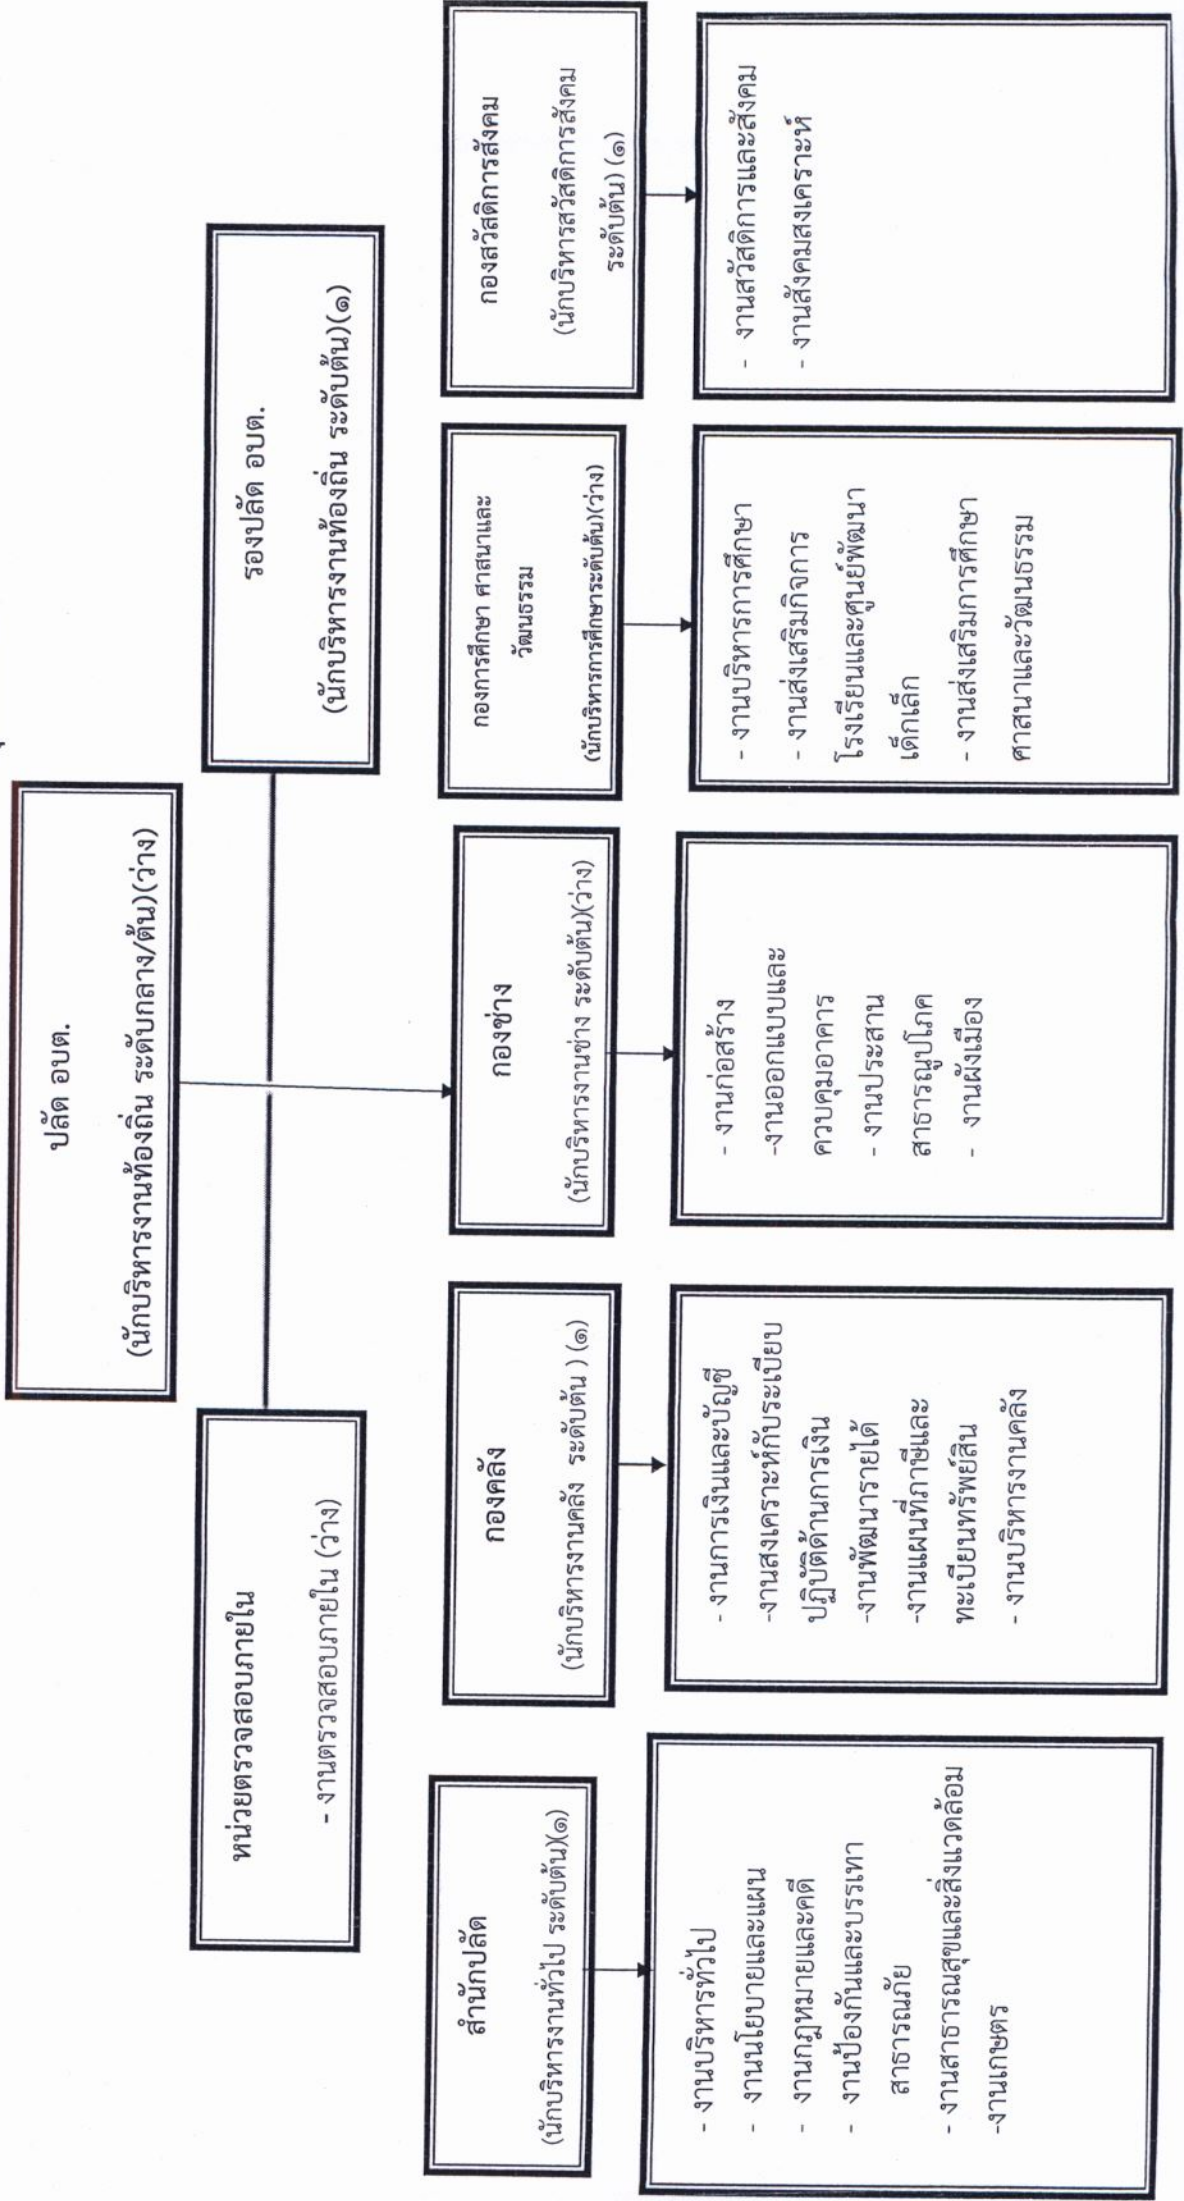 ปลัด อบต.
(นักบริหารงานท้องถิ่น ระดับกลาง/ต้น)(ว่าง)
หน่วยตรวจสอบภายใน
- งานตรวจสอบภายใน (ว่าง)
รองปลัด อบต.
(นักบริหารงานท้องถิ่น ระดับต้น)(๑)
สำนักปลัด
(นักบริหารงานทั่วไป ระดับต้น)(๑)
กองคลัง
(นักบริหารงานคลัง ระดับต้น ) (๑)
กองช่าง
(นักบริหารงานช่าง ระดับต้น)(ว่าง)
กองการศึกษา ศาสนาและ
วัฒนธรรม
(นักบริหารการศึกษาระดับต้น)(ว่าง)
กองสวัสดิการสังคม
(นักบริหารสวัสดิการสังคม
ระดับต้น) (๑)
- งานบริหารทั่วไป
- งานนโยบายและแผน
- งานกฎหมายและคดี
- งานป้องกันและบรรเทา
สาธารณภัย
- งานสาธารณสุขและสิ่งแวดล้อม
-งานเกษตร
- งานการเงินและบัญชี
-งานสงเคราะห์กับระเบียบ
ปฏิบัติด้านการเงิน
-งานพัฒนารายได้
-งานแผนที่ภาษีและ
ทะเบียนทรัพย์สิน
- งานบริหารงานคลัง
- งานก่อสร้าง
-งานออกแบบและ
ควบคุมอาคาร
- งานประสาน
สาธารณูปโภค
- งานผังเมือง
- งานบริหารการศึกษา
- งานส่งเสริมกิจการ
โรงเรียนและศูนย์พัฒนา
เด็กเล็ก
- งานส่งเสริมการศึกษา
ศาสนาและวัฒนธรรม
- งานสวัสดิการและสังคม
- งานสังคมสงเคราะห์